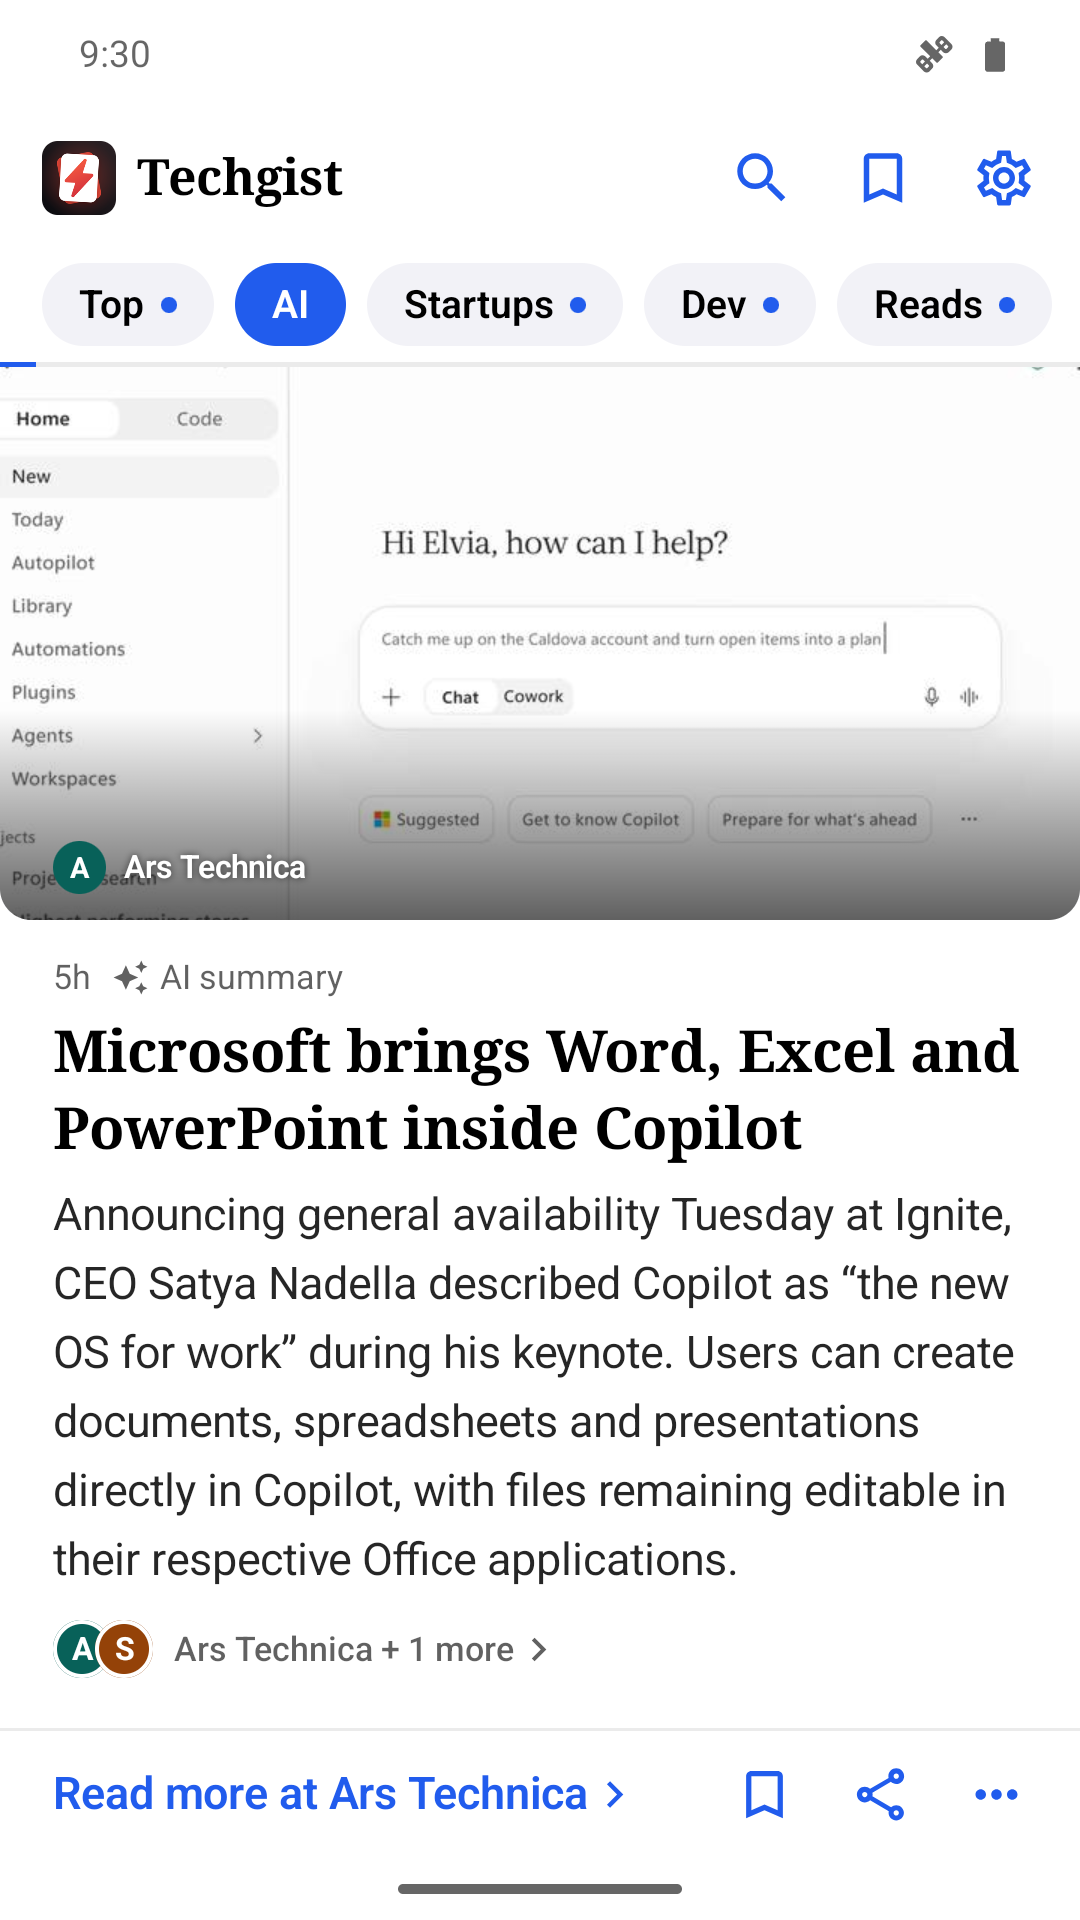 9:30
Techgist
Top
AI
Startups
Dev
Reads
Home
Code
New
Today
Autopilot
Library
Automations
Plugins
Agents
Workspaces
jects
Hi Elvia, how can I help?
Catch me up on the Caldova account and turn open items into a plan
Chat
Cowork
Suggested
Get to know Copilot
Prepare for what's ahead
A
Ars Technica
5h
AI summary
Microsoft brings Word, Excel and
PowerPoint inside Copilot
Announcing general availability Tuesday at Ignite,
CEO Satya Nadella described Copilot as “the new
OS for work” during his keynote. Users can create
documents, spreadsheets and presentations
directly in Copilot, with files remaining editable in
their respective Office applications.
A S Ars Technica + 1 more
Read more at Ars Technica